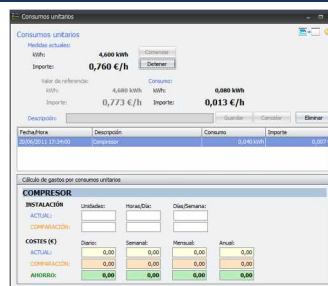 Consumos unitarios
Consumos unitarios
Medidas actuales:
kWh: 4,600 kWh Comenzar
Importe: 0,760 €/h Detener
Valor de referencia: Consumo:
kWh: 4,680 kWh kWh: 0,080 kWh
Importe: 0,773 €/h Importe: 0,013 €/h
Descripción: Guardar Cancelar Eliminar
Fecha/Hora Descripción Consumo Importe
20/06/2011 17:34:00 Compresor 0,040 kWh 0,007
Cálculo de gastos por consumos unitarios
COMPRESOR
INSTALACIÓN Unidades: Horas/Día: Días/Semana:
ACTUAL:
COMPARACIÓN:
COSTES (€) Diario: Semanal: Mensual: Anual:
ACTUAL: 0,00 0,00 0,00 0,00
COMPARACIÓN: 0,00 0,00 0,00 0,00
AHORRO: 0,00 0,00 0,00 0,00